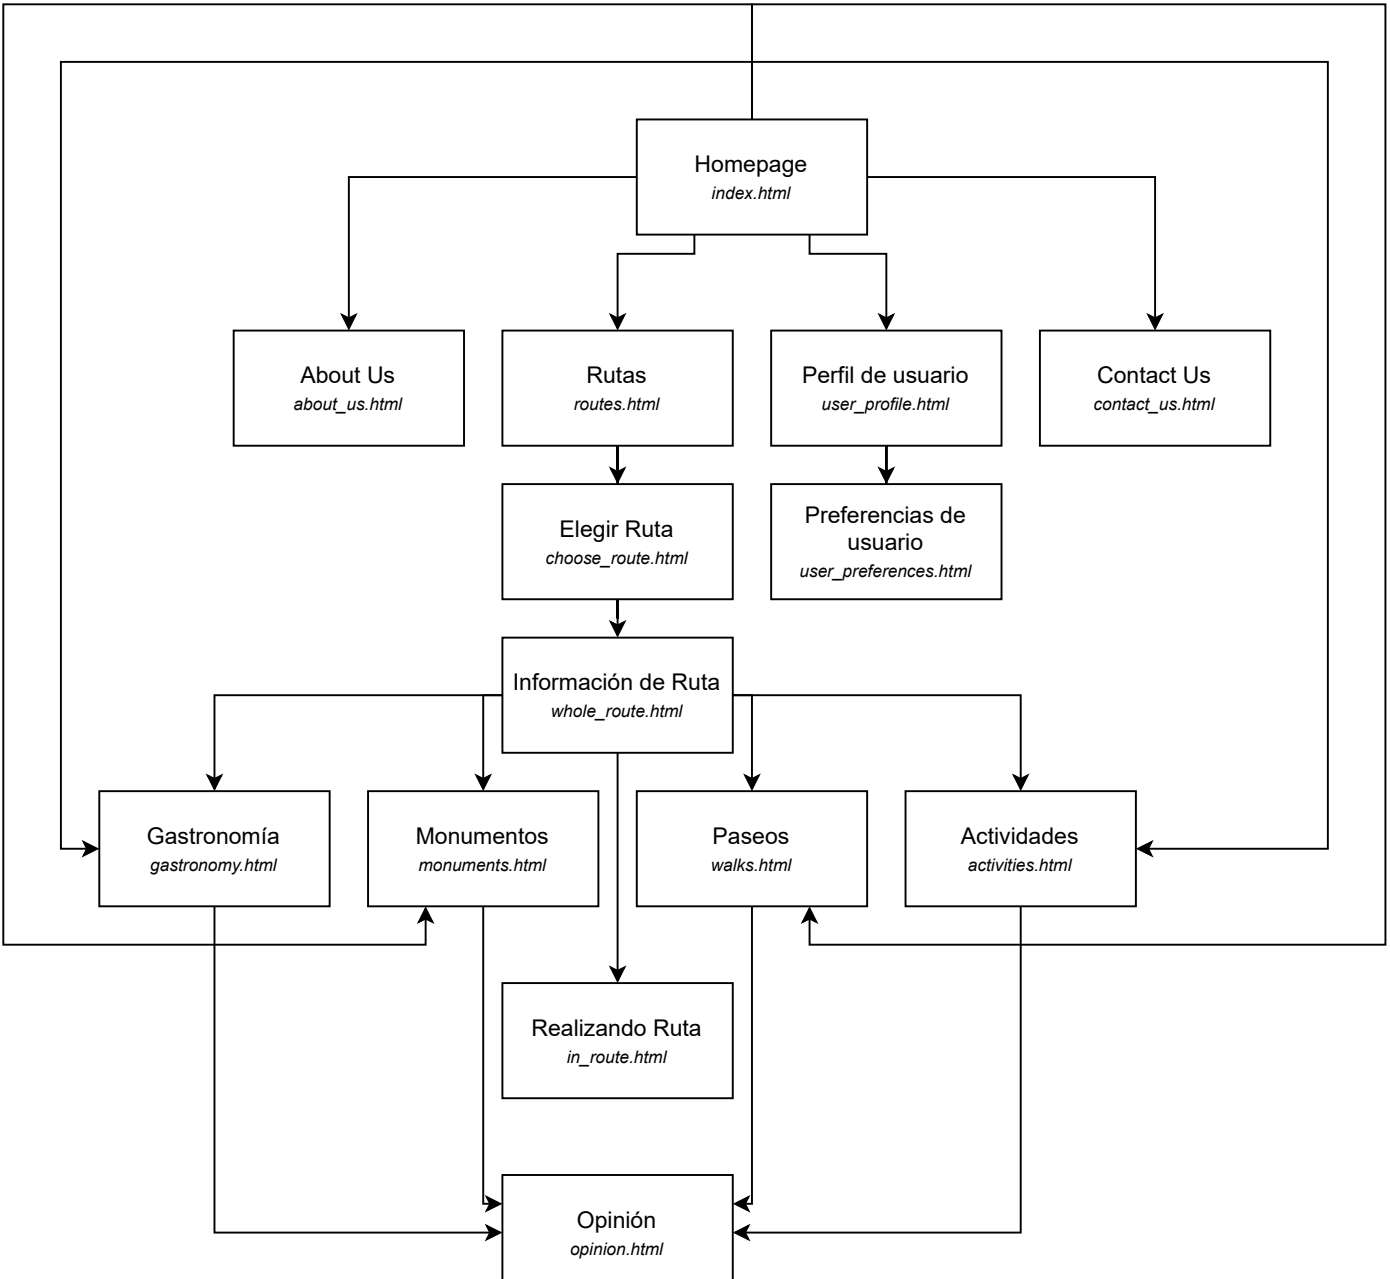 Homepage
index.html
About Us
about_us.html
Rutas
routes.html
Perfil de usuario
user_profile.html
Contact Us
contact_us.html
Elegir Ruta
choose_route.html
Preferencias de
usuario
user_preferences.html
Información de Ruta
whole_route.html
Gastronomía
gastronomy.html
Monumentos
monuments.html
Paseos
walks.html
Actividades
activities.html
Realizando Ruta
in_route.html
Opinión
opinion.html